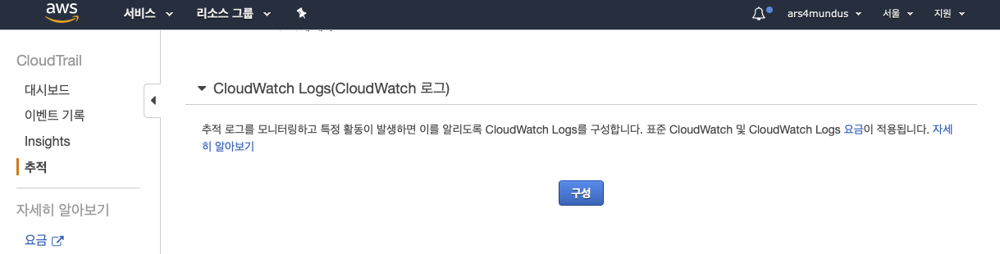 aws 서비스 리소스 그룹 ars4mundus 서울 지원
CloudTrail
대시보드
이벤트 기록
Insights
추적
자세히 알아보기
요금
CloudWatch Logs(CloudWatch 로그)
추적 로그를 모니터링하고 특정 활동이 발생하면 이를 알리도록 CloudWatch Logs를 구성합니다. 표준 CloudWatch 및 CloudWatch Logs 요금이 적용됩니다. 자세
히 알아보기
구성